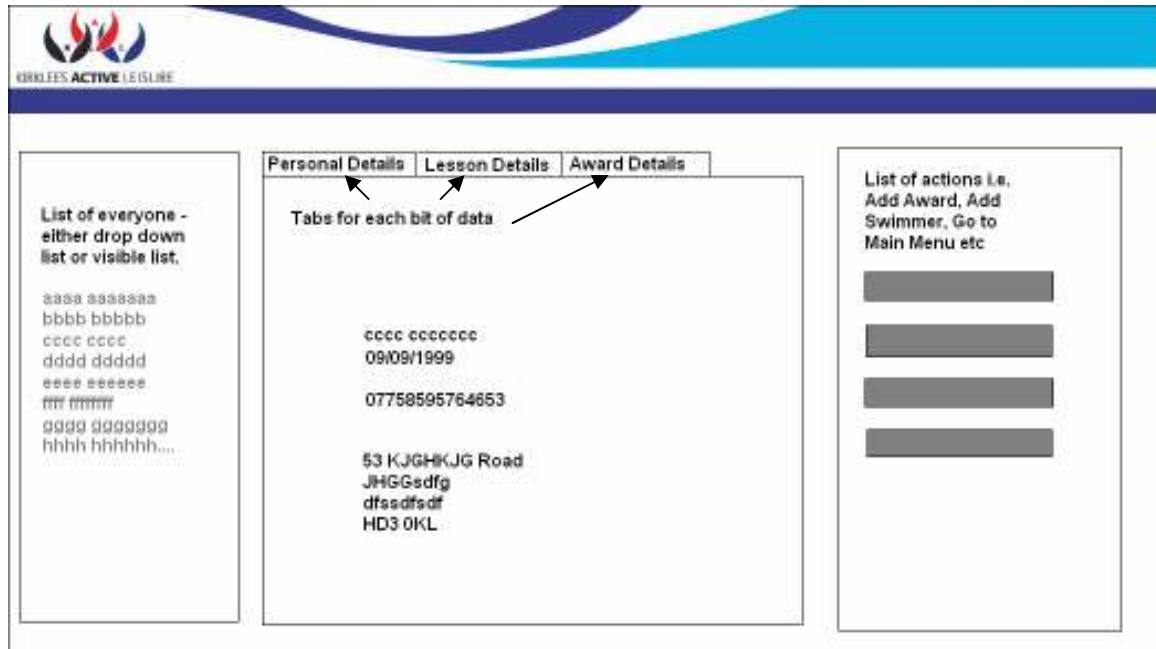 KIRKLEES ACTIVE LEISURE
List of everyone -
either drop down
list or visible list.
aaaa aaaaaaa
bbbb bbbbb
cccc cccc
dddd ddddd
eeee eeeeee
ffff ffffffff
gggg ggggggg
hhhh hhhhhh....
Personal Details
Lesson Details
Award Details
Tabs for each bit of data
cccc ccccccc
09/09/1999
07758595764653
53 KJGHKJG Road
JHGGsdfg
dfssdfsdf
HD3 0KL
List of actions i.e.
Add Award, Add
Swimmer, Go to
Main Menu etc